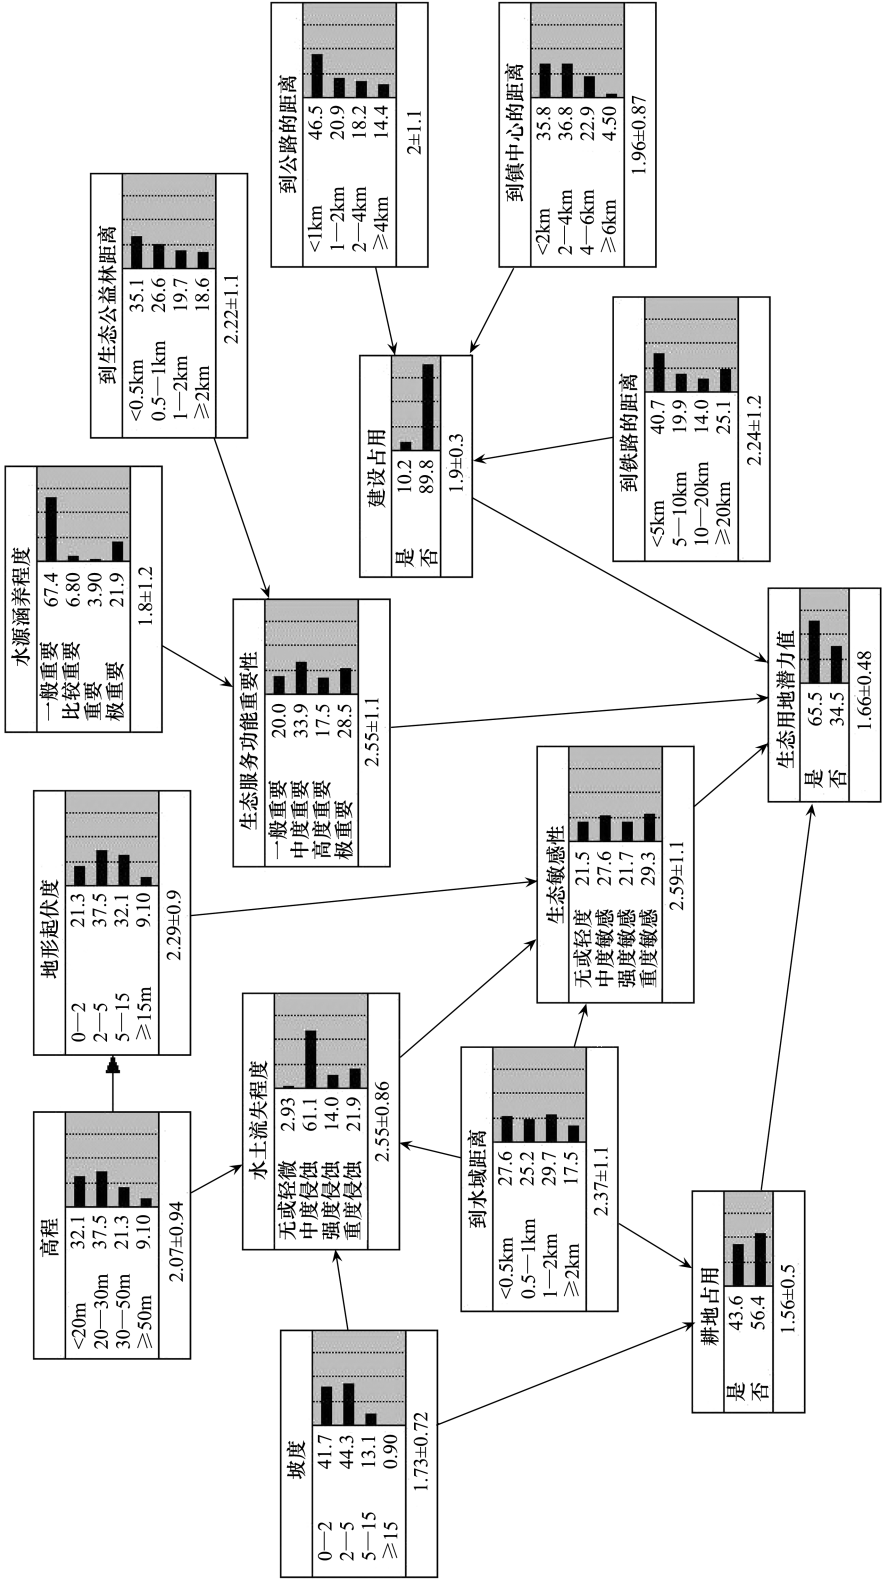 坡度
0—2 41.7
2—5 44.3
5—15 13.1
≥15 0.90
1.73±0.72
高程
<20m 32.1
20—30m 37.5
30—50m 21.3
≥50m 9.10
2.07±0.94
地形起伏度
0—2 21.3
2—5 37.5
5—15 32.1
≥15m 9.10
2.29±0.9
水源涵养程度
一般重要 67.4
比较重要 6.80
重要 3.90
极重要 21.9
1.8±1.2
到生态公益林距离
<0.5km 35.1
0.5—1km 26.6
1—2km 19.7
≥2km 18.6
2.22±1.1
水土流失程度
无或轻微 2.93
中度侵蚀 61.1
强度侵蚀 14.0
重度侵蚀 21.9
2.55±0.86
生态服务功能重要性
一般重要 20.0
中度重要 33.9
高度重要 17.5
极重要 28.5
2.55±1.1
到公路的距离
<1km 46.5
1—2km 20.9
2—4km 18.2
≥4km 14.4
2±1.1
建设占用
是 10.2
否 89.8
1.9±0.3
到水域距离
<0.5km 27.6
0.5—1km 25.2
1—2km 29.7
≥2km 17.5
2.37±1.1
生态敏感性
无或轻度 21.5
中度敏感 27.6
强度敏感 21.7
重度敏感 29.3
2.59±1.1
到镇中心的距离
<2km 35.8
2—4km 36.8
4—6km 22.9
≥6km 4.50
1.96±0.87
到铁路的距离
<5km 40.7
5—10km 19.9
10—20km 14.0
≥20km 25.1
2.24±1.2
耕地占用
是 43.6
否 56.4
1.56±0.5
生态用地潜力值
是 65.5
否 34.5
1.66±0.48